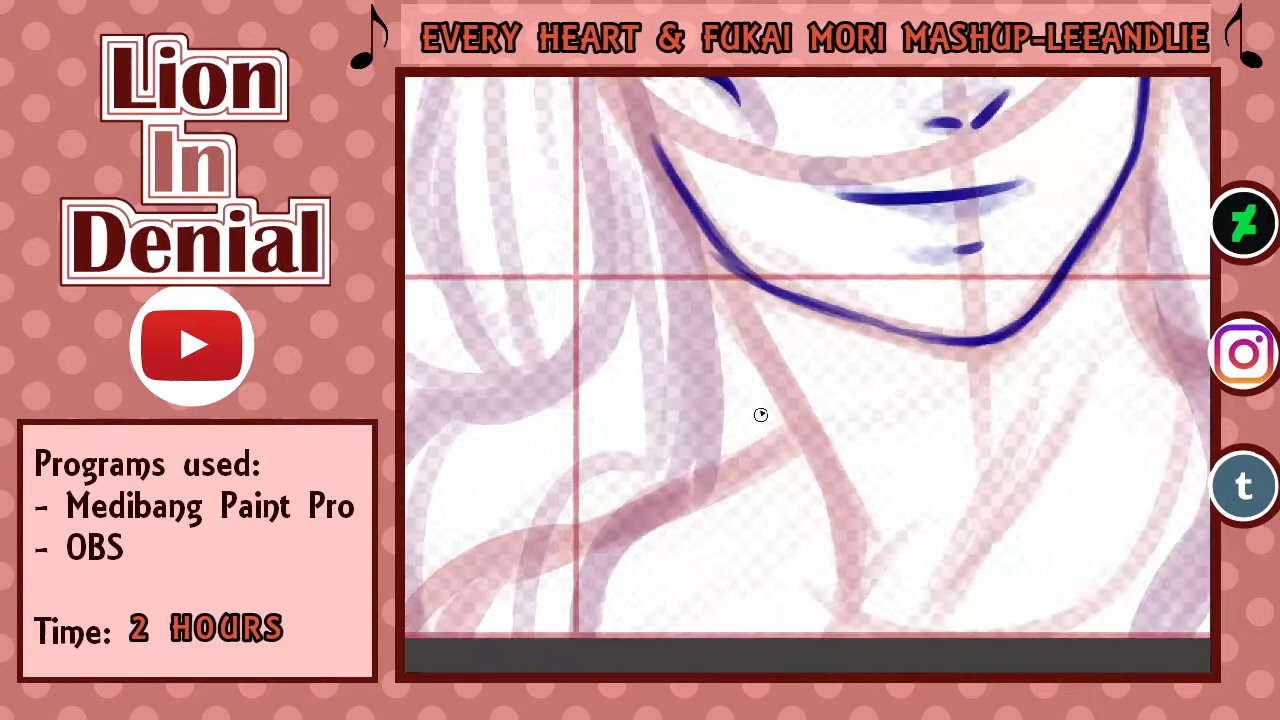 EVERY HEART & FUKAI MORI MASHUP-LEEANDLIE
Lion
In
Denial
Programs used:
- Medibang Paint Pro
- OBS
Time: 2 HOURS
t